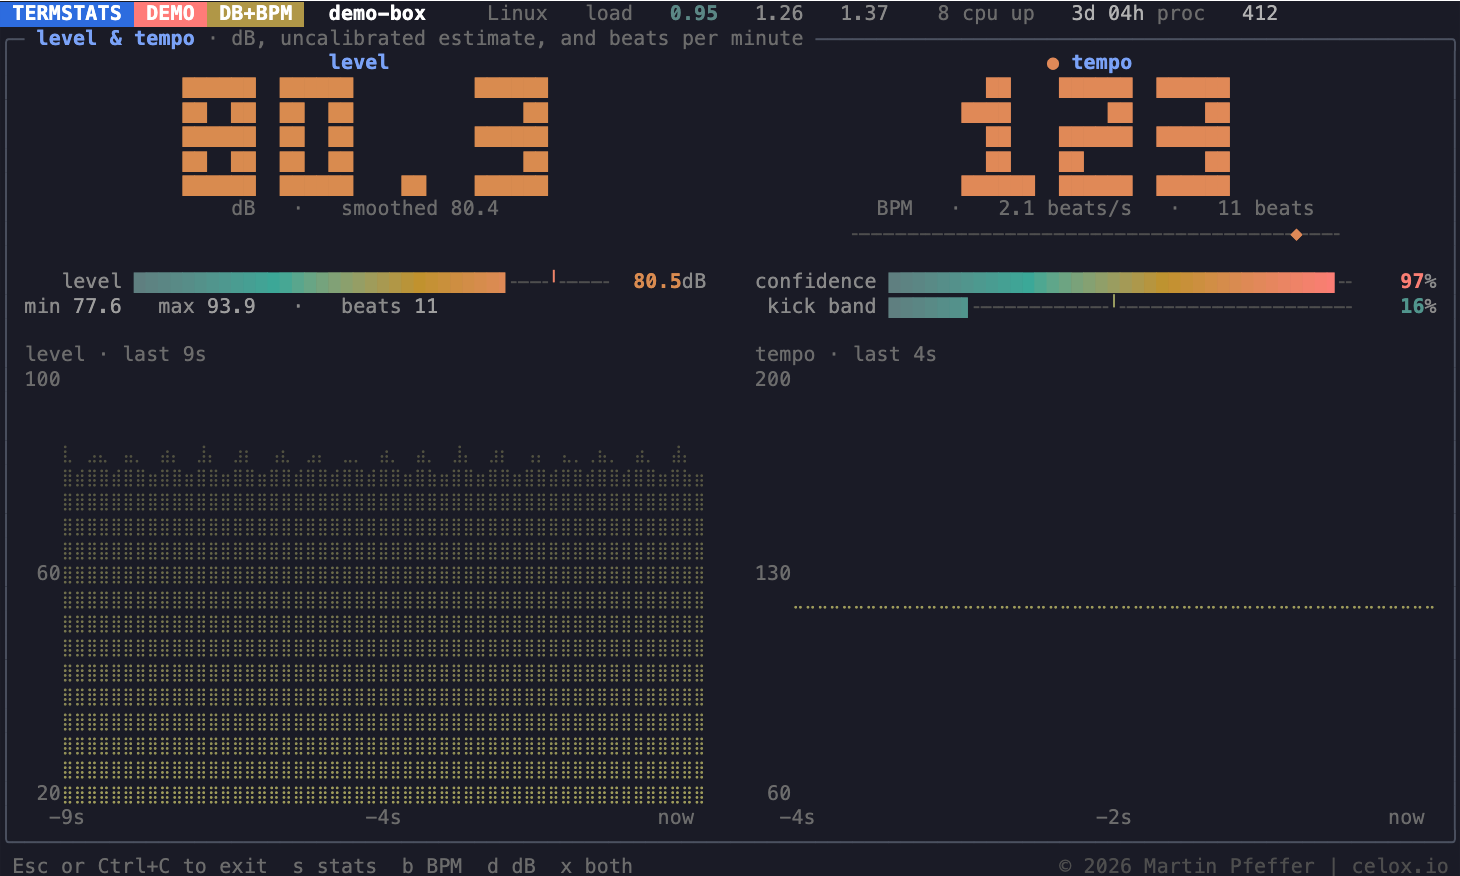 TERMSTATS DEMO DB+BPM demo-box Linux load 0.95 1.26 1.37 8 cpu up 3d 04h proc 412
level & tempo · dB, uncalibrated estimate, and beats per minute
level
80.3
dB · smoothed 80.4
level 80.5dB
min 77.6 max 93.9 · beats 11
level · last 9s
100
60
20
−9s −4s now
● tempo
123
BPM · 2.1 beats/s · 11 beats
confidence 97%
kick band 16%
tempo · last 4s
200
130
60
−4s −2s now
Esc or Ctrl+C to exit s stats b BPM d dB x both
© 2026 Martin Pfeffer | celox.io